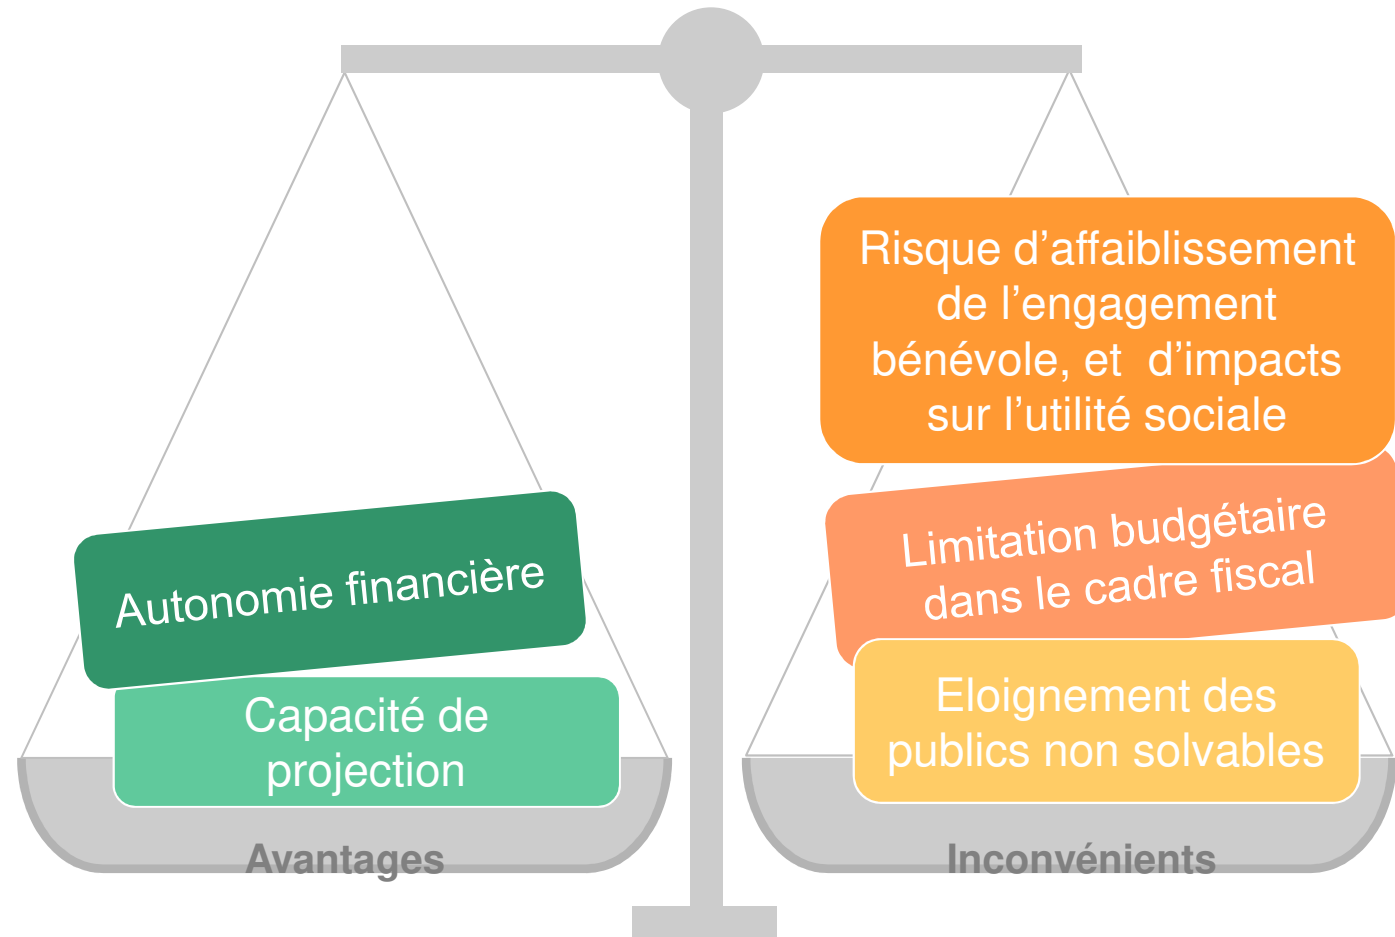 Autonomie financière
Capacité de
projection
Avantages
Risque d’affaiblissement
de l’engagement
bénévole, et  d’impacts
sur l’utilité sociale
Limitation budgétaire
dans le cadre fiscal
Eloignement des
publics non solvables
Inconvénients